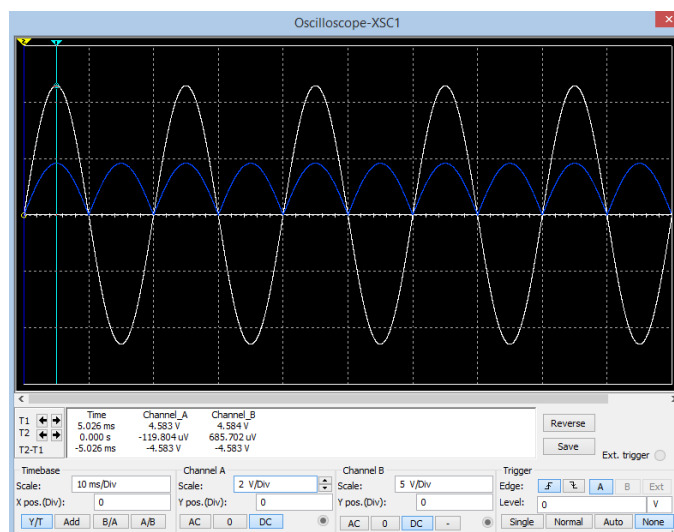 Oscilloscope-XSC1
2 1
T1
T2
T2-T1
Time Channel_A Channel_B
5.026 ms 4.583 V 4.584 V
0.000 s -119.804 uV 685.702 uV
-5.026 ms -4.583 V -4.583 V
Reverse
Save
Ext. trigger
Timebase
Scale: 10 ms/Div
X pos.(Div): 0
Y/T Add B/A A/B
Channel A
Scale: 2 V/Div
Y pos.(Div): 0
AC 0 DC
Channel B
Scale: 5 V/Div
Y pos.(Div): 0
AC 0 DC -
Trigger
Edge: A B Ext
Level: 0 V
Single Normal Auto None